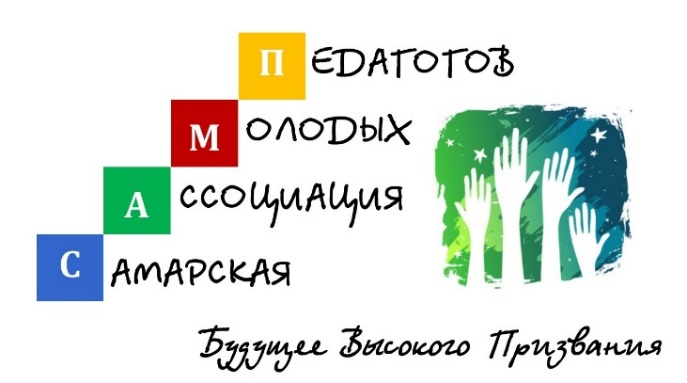 ПЕДАГОГОВ
МОЛОДЫХ
АССОЦИАЦИЯ
САМАРСКАЯ
Будущее Высокого Призвания